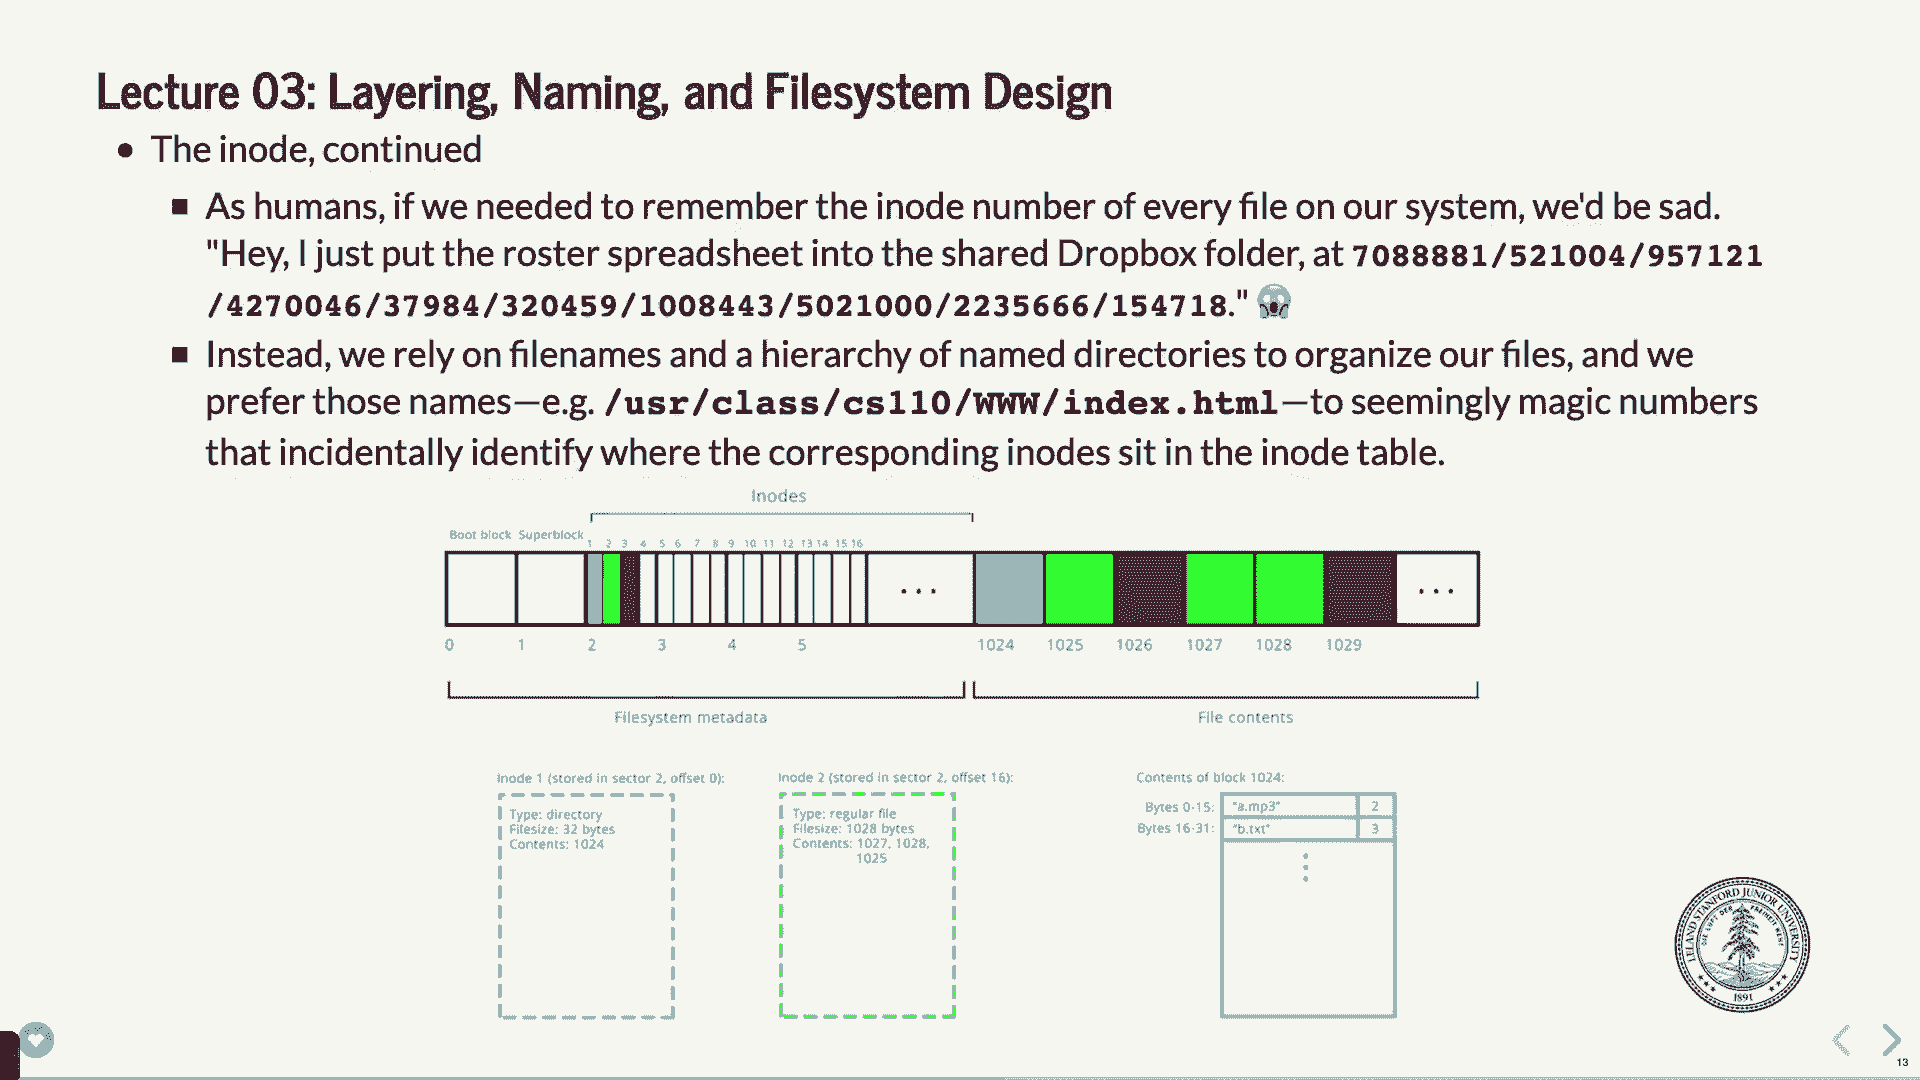 Lecture 03: Layering, Naming, and Filesystem Design
• The inode, continued
▪ As humans, if we needed to remember the inode number of every file on our system, we'd be sad.
"Hey, I just put the roster spreadsheet into the shared Dropbox folder, at 7088881/521004/957121
/4270046/37984/320459/1008443/5021000/2235666/154718." 😱
▪ Instead, we rely on filenames and a hierarchy of named directories to organize our files, and we
prefer those names—e.g. /usr/class/cs110/WWW/index.html—to seemingly magic numbers
that incidentally identify where the corresponding inodes sit in the inode table.
Inodes
Boot block Superblock
1 2 3 4 5 6 7 8 9 10 11 12 13 14 15 16
... ...
0 1 2 3 4 5 1024 1025 1026 1027 1028 1029
Filesystem metadata File contents
Inode 1 (stored in sector 2, offset 0):
Type: directory
Filesize: 32 bytes
Contents: 1024
Inode 2 (stored in sector 2, offset 16):
Type: regular file
Filesize: 1028 bytes
Contents: 1027, 1028,
1025
Contents of block 1024:
Bytes 0-15: "a.mp3" 2
Bytes 16-31: "b.txt" 3
LELAND STANFORD JUNIOR UNIVERSITY
DIE LUFT DER FREIHEIT WEHT
1891
13